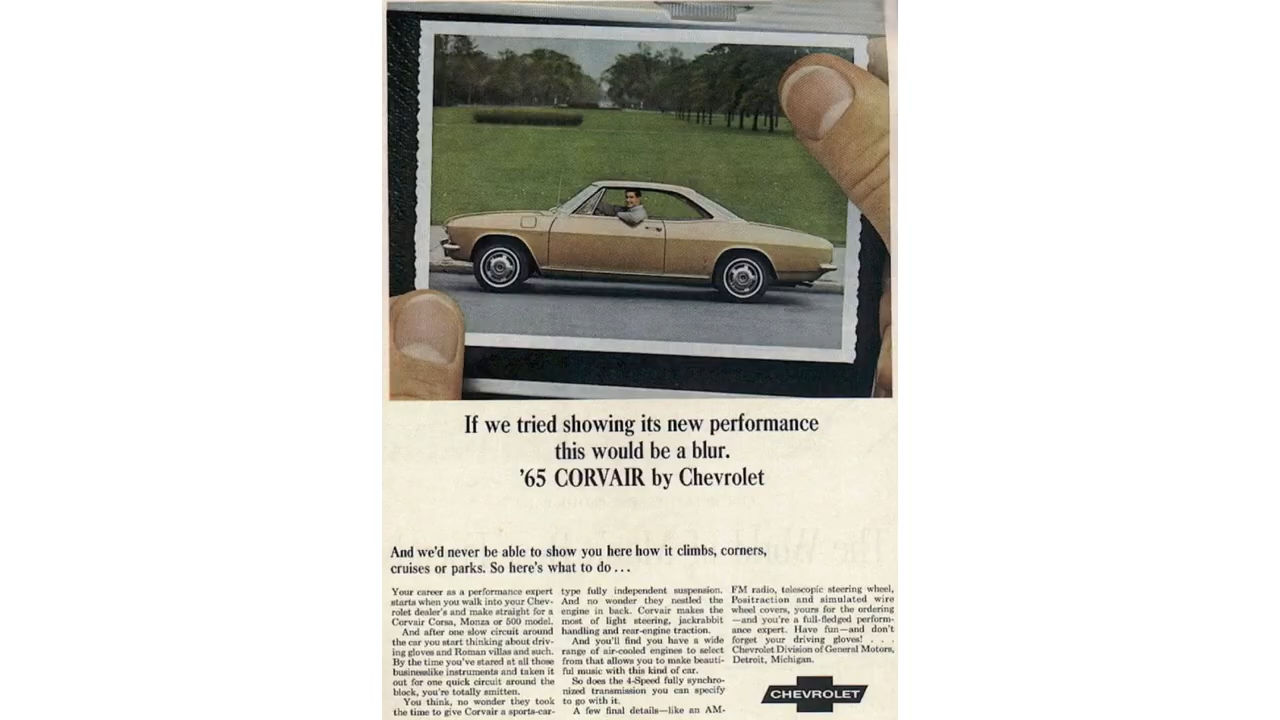 If we tried showing its new performance
this would be a blur.
'65 CORVAIR by Chevrolet
And we'd never be able to show you here how it climbs, corners,
cruises or parks. So here's what to do . . .
Your career as a performance expert
starts when you walk into your Chev-
rolet dealer's and make straight for a
Corvair Corsa, Monza or 500 model.
And after one slow circuit around
the car you start thinking about driv-
ing gloves and Roman villas and such.
By the time you've stared at all those
businesslike instruments and taken it
out for one quick circuit around the
block, you're totally smitten.
You think, no wonder they took
the time to give Corvair a sports-car-
type fully independent suspension.
And no wonder they nestled the
engine in back. Corvair makes the
most of light steering, jackrabbit
handling and rear-engine traction.
And you'll find you have a wide
range of air-cooled engines to select
from that allows you to make beauti-
ful music with this kind of car.
So does the 4-Speed fully synchro-
nized transmission you can specify
to go with it.
A few final details—like an AM-
FM radio, telescopic steering wheel,
Positraction and simulated wire
wheel covers, yours for the ordering
—and you're a full-fledged perform-
ance expert. Have fun—and don't
forget your driving gloves! . . . .
Chevrolet Division of General Motors,
Detroit, Michigan.
CHEVROLET